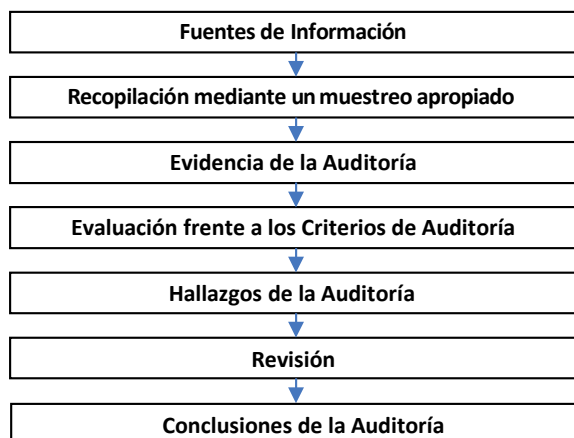 Fuentes de Información
Recopilación mediante un muestreo apropiado
Evidencia de la Auditoría
Evaluación frente a los Criterios de Auditoría
Hallazgos de la Auditoría
Revisión
Conclusiones de la Auditoría